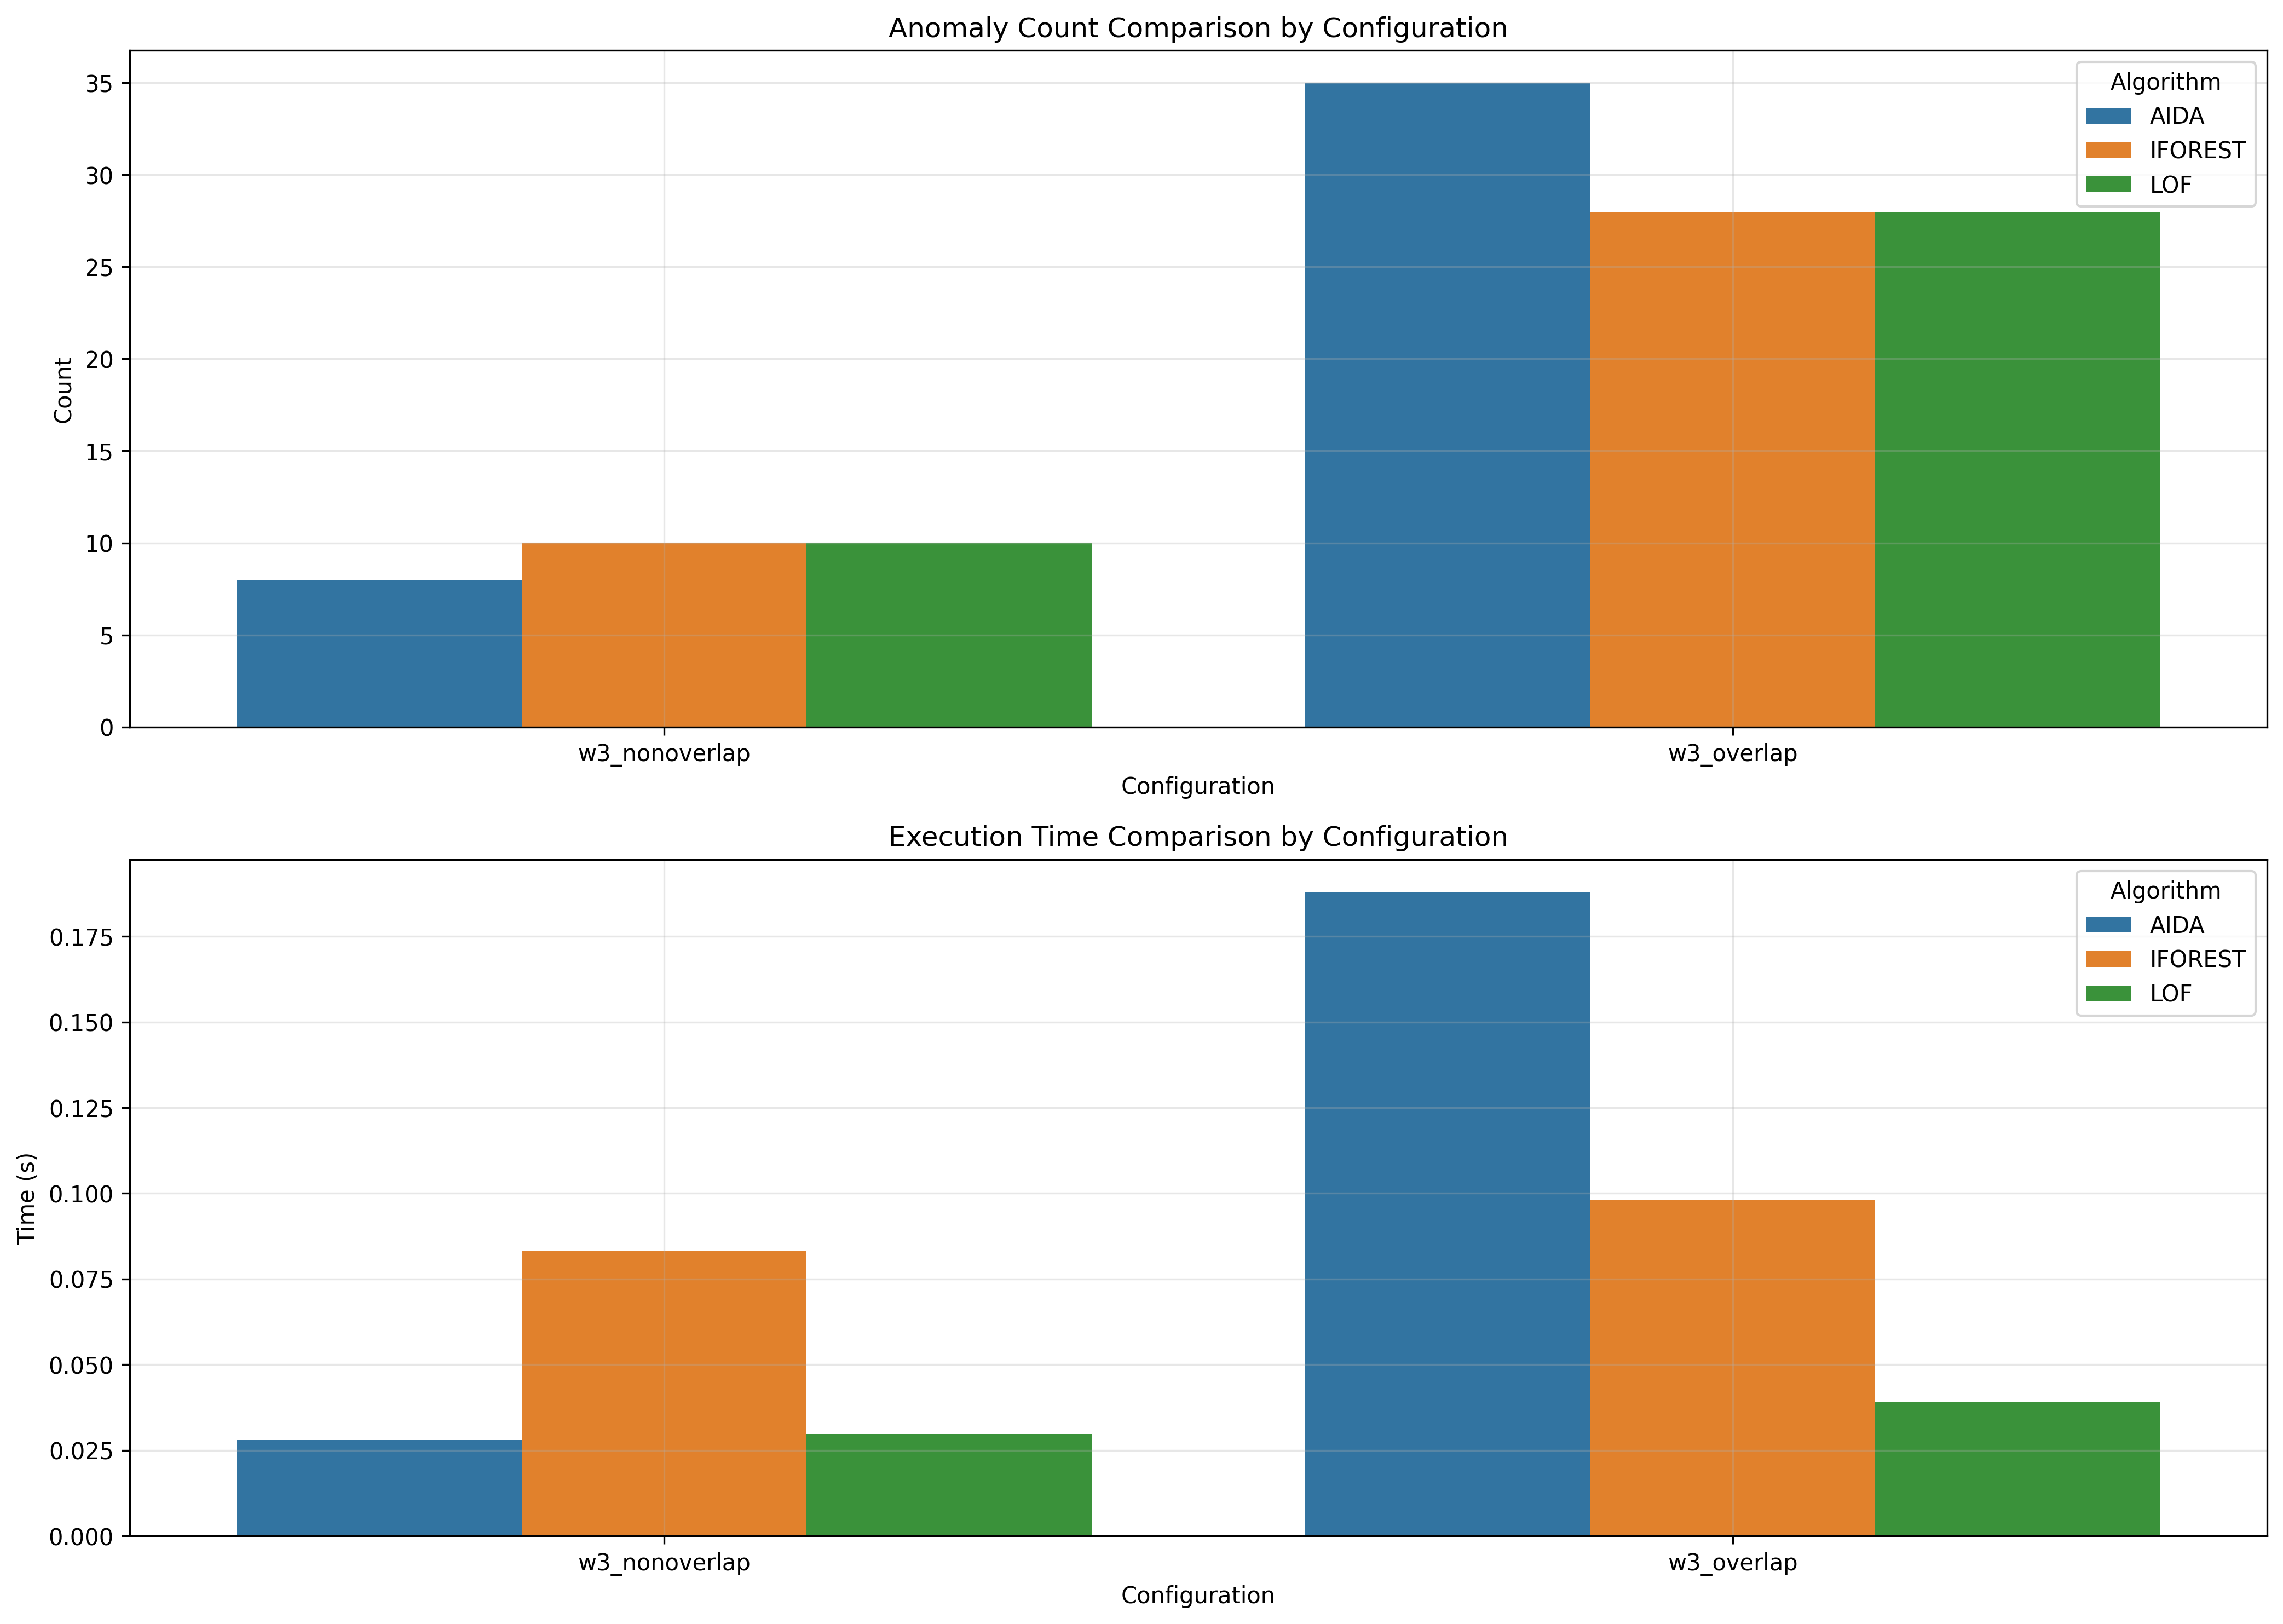 Anomaly Count Comparison by Configuration
Count
35
30
25
20
15
10
5
0
Algorithm
AIDA
IFOREST
LOF
w3_nonoverlap
w3_overlap
Configuration
Execution Time Comparison by Configuration
Time (s)
0.175
0.150
0.125
0.100
0.075
0.050
0.025
0.000
Algorithm
AIDA
IFOREST
LOF
w3_nonoverlap
w3_overlap
Configuration